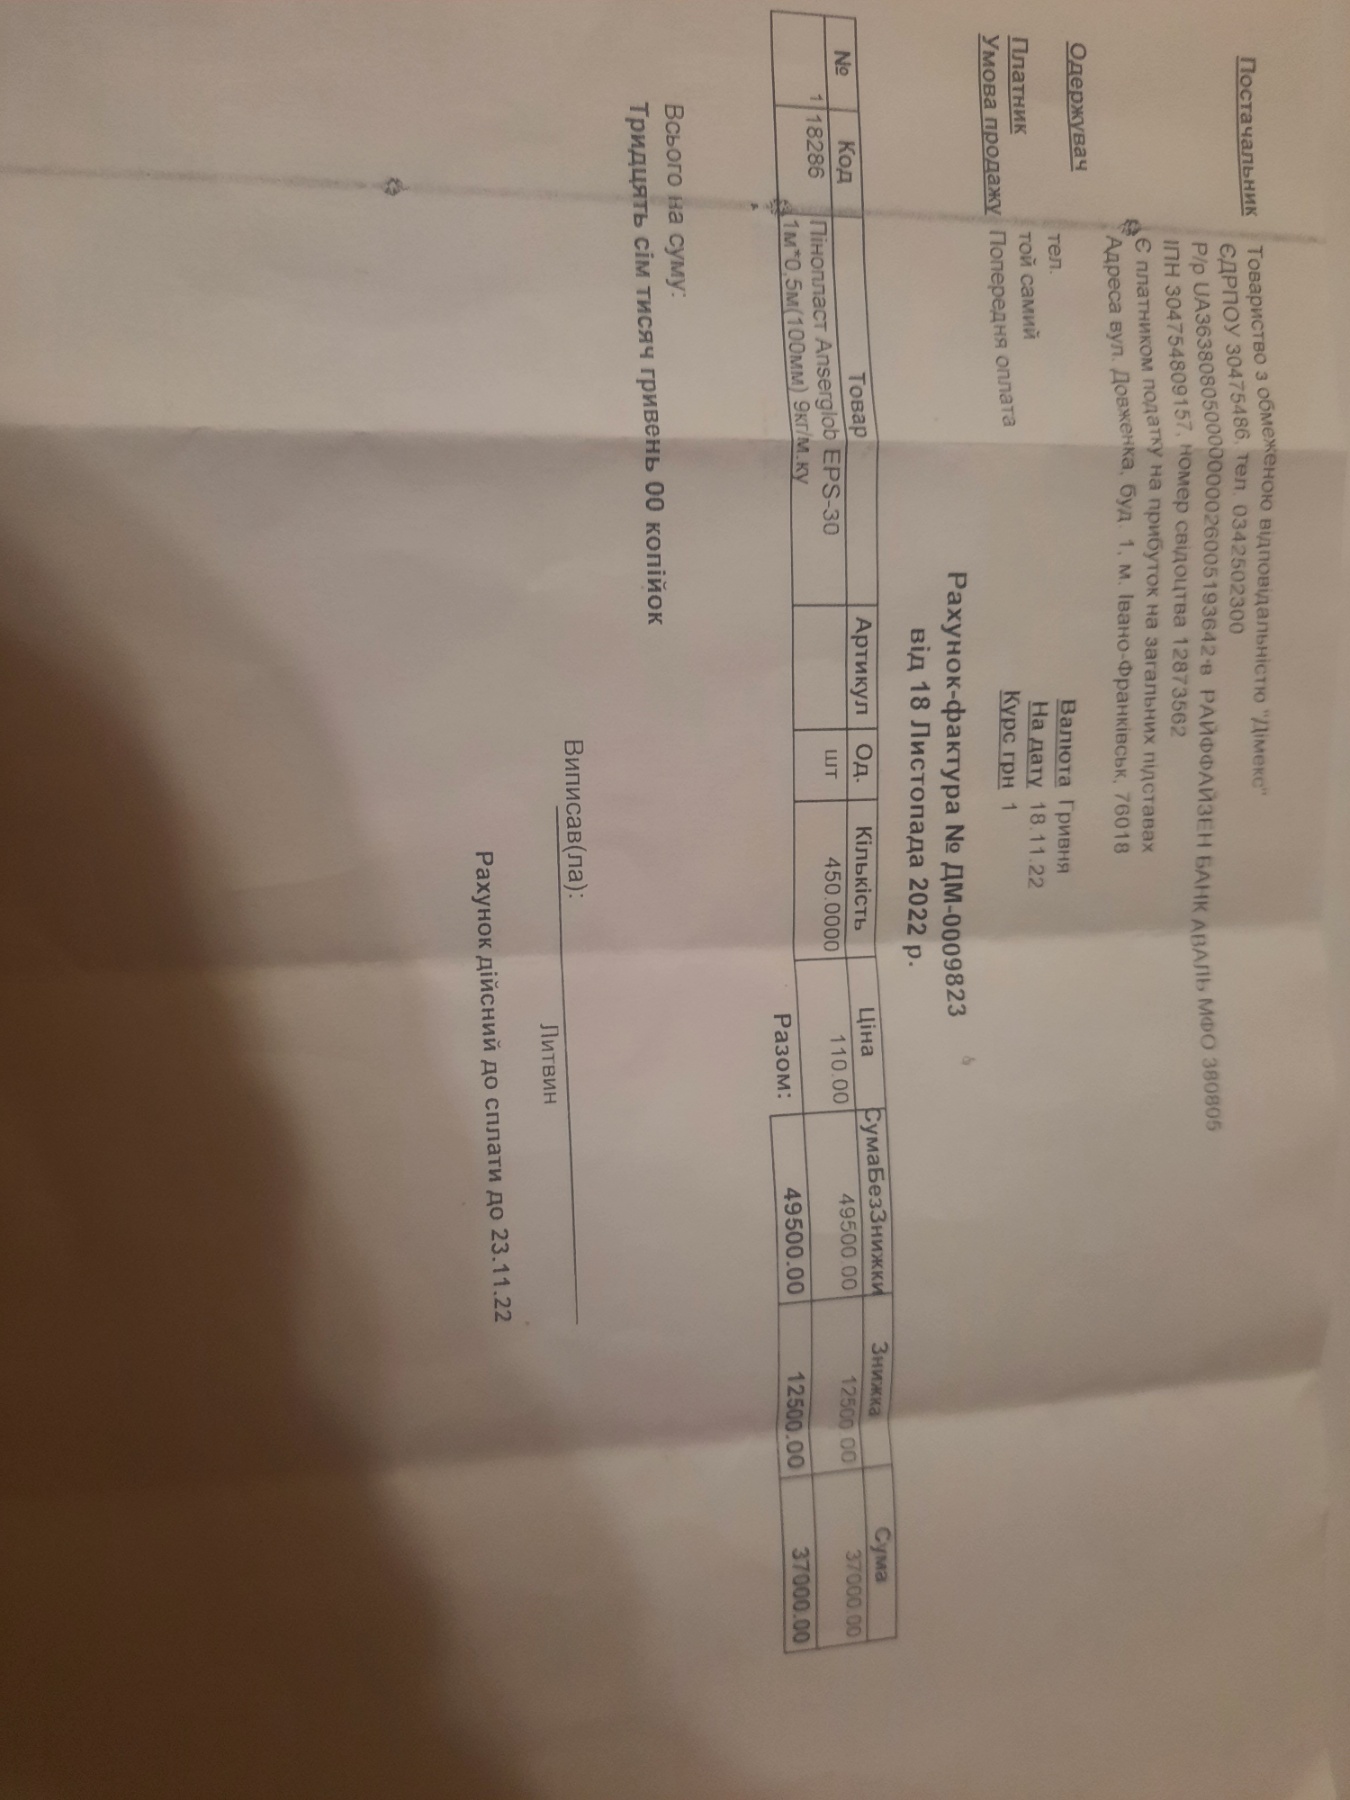 Постачальник Товариство з обмеженою відповідальністю "Дімекс"
ЄДРПОУ 30475486, тел. 0342502300
Р/р UA363808050000000026005193642 в РАЙФФАЙЗЕН БАНК АВАЛЬ МФО 380805
ІПН 304754809157, номер свідоцтва 12873562
Є платником податку на прибуток на загальних підставах
Адреса вул. Довженка, буд. 1, м. Івано-Франківськ, 76018
Одержувач
тел. Валюта Гривня
Платник той самий На дату 18.11.22
Умова продажу Попередня оплата Курс грн 1
Рахунок-фактура № ДМ-0009823
від 18 Листопада 2022 р.
№ Код Товар Артикул Од. Кількість Ціна СумаБезЗнижки Знижка Сума
1 18286 Пінопласт Anserglob EPS-30 шт 450.0000 110.00 49500.00 12500.00 37000.00
1м*0,5м(100мм) 9кг/м.ку
Разом: 49500.00 12500.00 37000.00
Всього на суму:
Тридцять сім тисяч гривень 00 копійок
Виписав(ла):
Литвин
Рахунок дійсний до сплати до 23.11.22